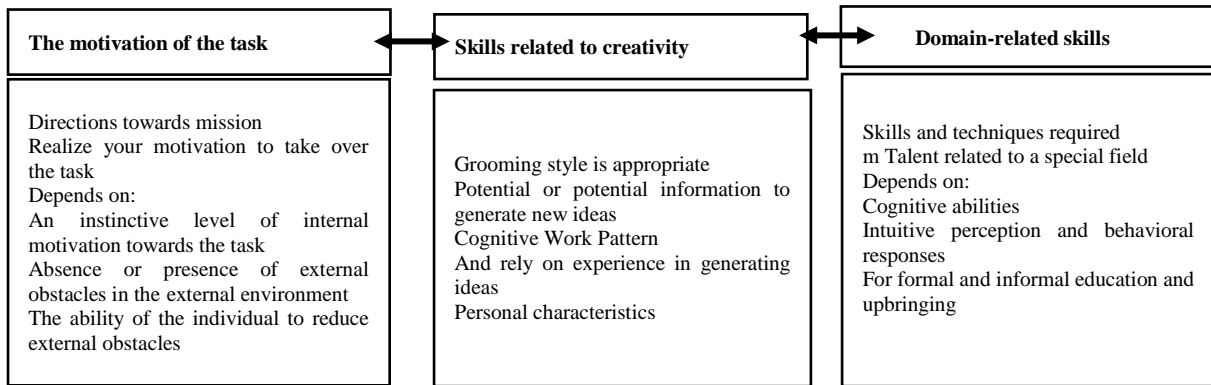 The motivation of the task
Directions towards mission
Realize your motivation to take over
the task
Depends on:
An instinctive level of internal
motivation towards the task
Absence or presence of external
obstacles in the external environment
The ability of the individual to reduce
external obstacles
Skills related to creativity
Grooming style is appropriate
Potential or potential information to
generate new ideas
Cognitive Work Pattern
And rely on experience in generating
ideas
Personal characteristics
Domain-related skills
Skills and techniques required
m Talent related to a special field
Depends on:
Cognitive abilities
Intuitive perception and behavioral
responses
For formal and informal education and
upbringing